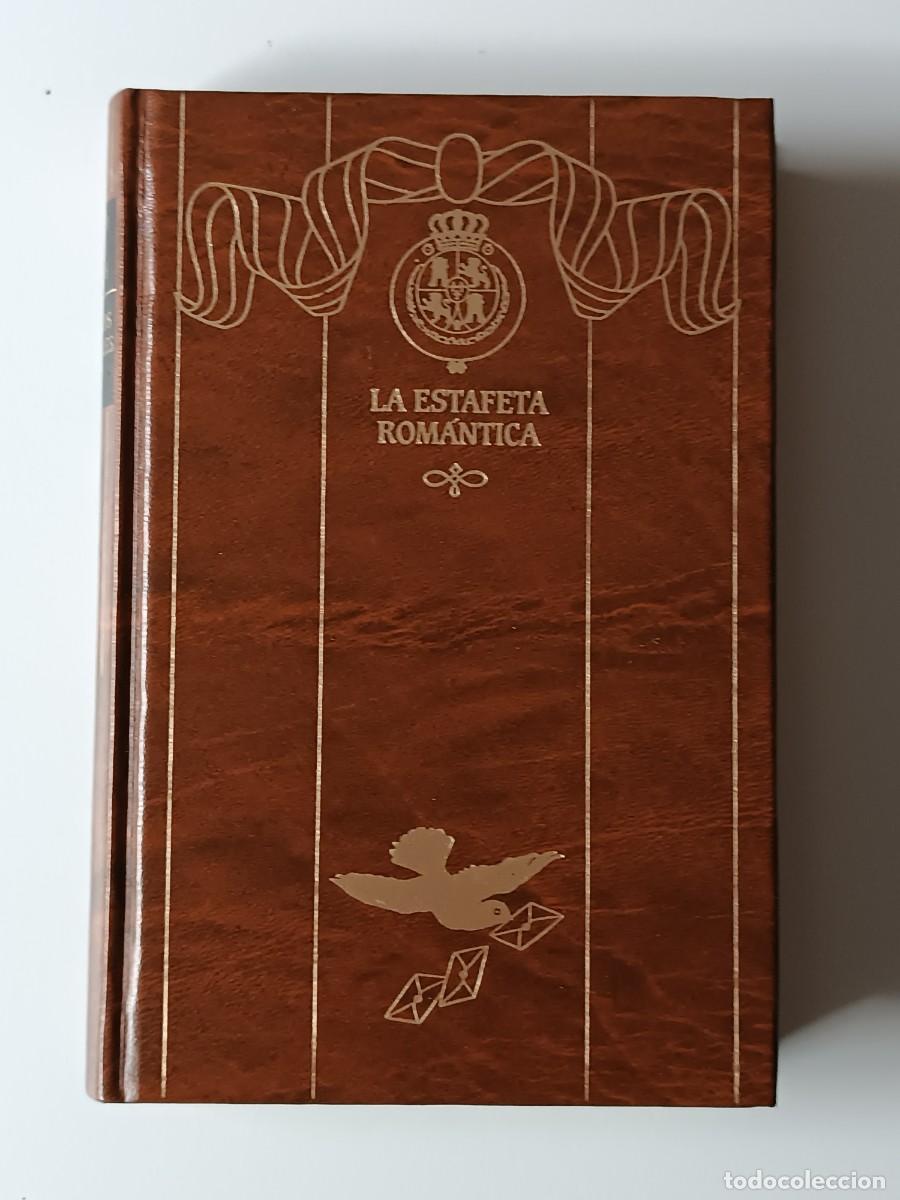 LA ESTAFETA
ROMÁNTICA
todocoleccion